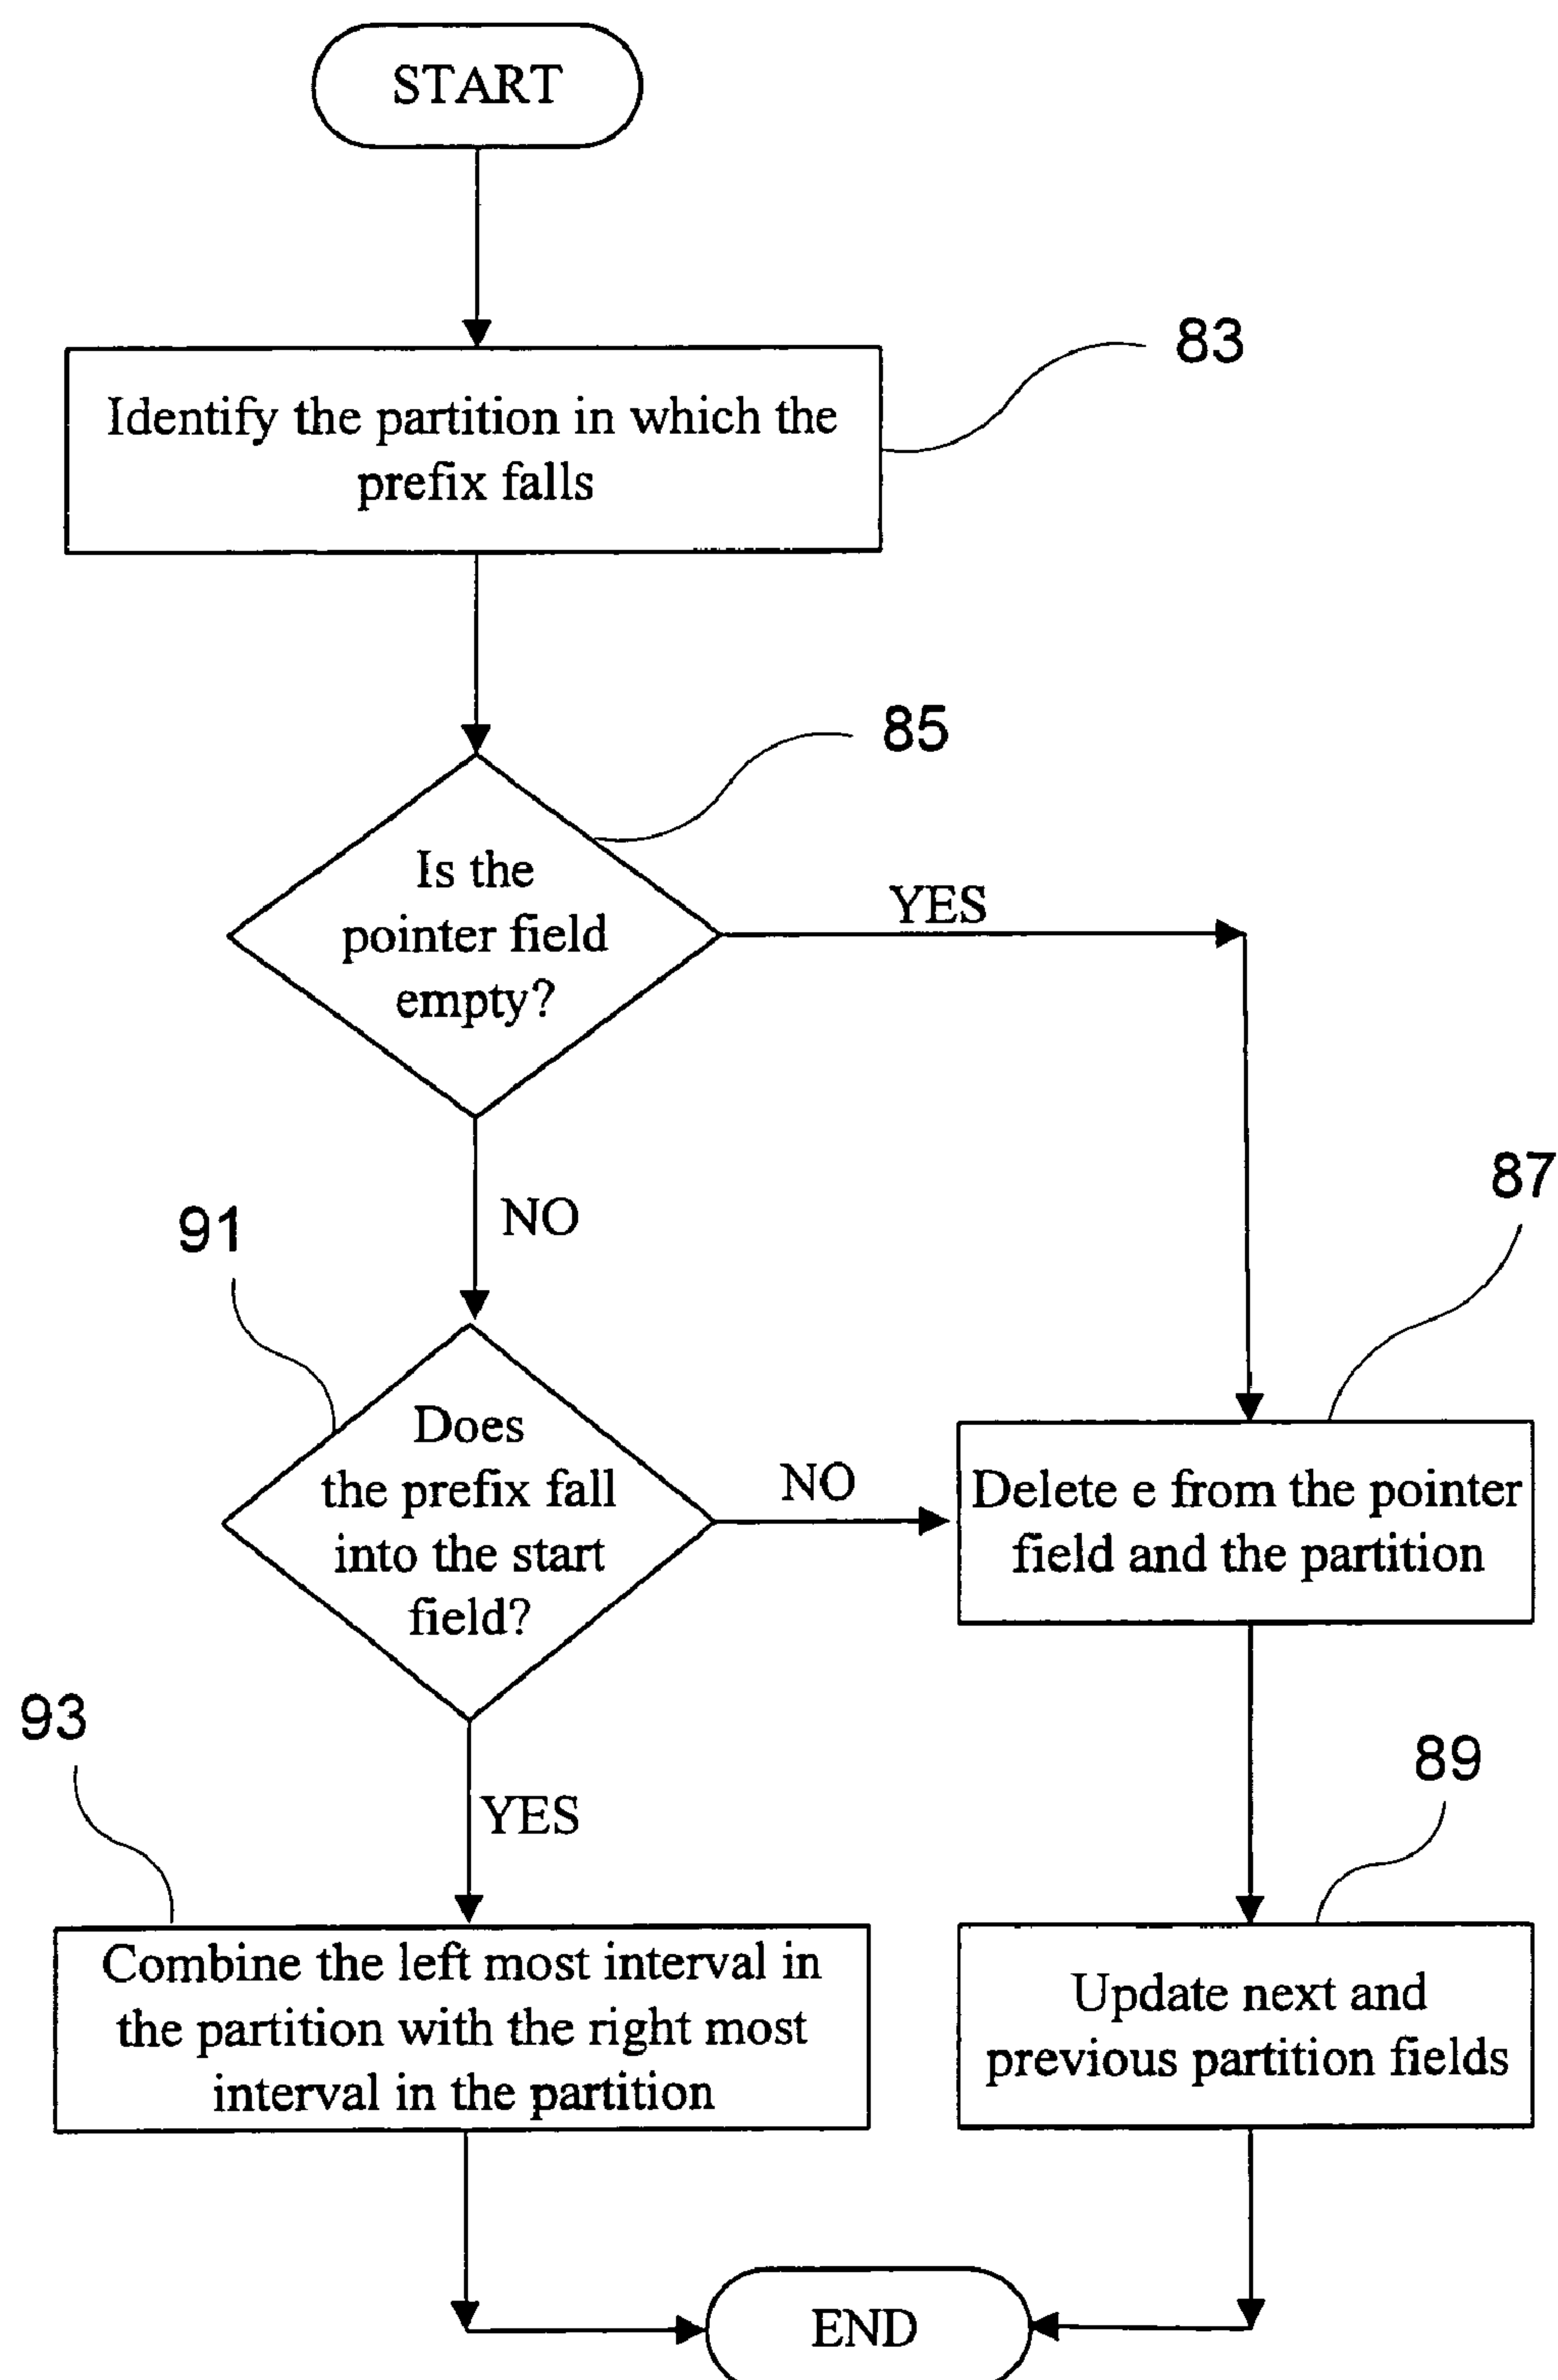 START
Identify the partition in which the
prefix falls
83
85
Is the
pointer field
empty?
YES
NO
91
87
Does
the prefix fall
into the start
field?
NO
Delete e from the pointer
field and the partition
93
YES
89
Combine the left most interval in
the partition with the right most
interval in the partition
Update next and
previous partition fields
END